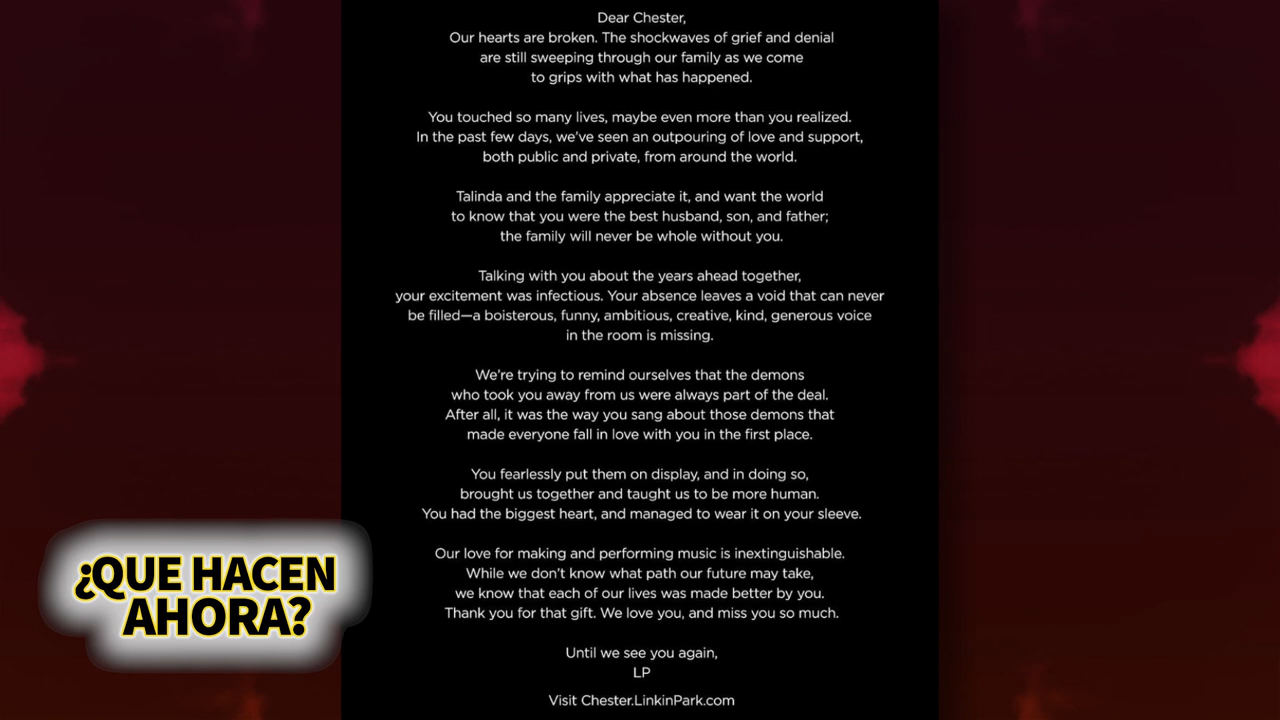 Dear Chester,
Our hearts are broken. The shockwaves of grief and denial
are still sweeping through our family as we come
to grips with what has happened.
You touched so many lives, maybe even more than you realized.
In the past few days, we’ve seen an outpouring of love and support,
both public and private, from around the world.
Talinda and the family appreciate it, and want the world
to know that you were the best husband, son, and father;
the family will never be whole without you.
Talking with you about the years ahead together,
your excitement was infectious. Your absence leaves a void that can never
be filled—a boisterous, funny, ambitious, creative, kind, generous voice
in the room is missing.
We’re trying to remind ourselves that the demons
who took you away from us were always part of the deal.
After all, it was the way you sang about those demons that
made everyone fall in love with you in the first place.
You fearlessly put them on display, and in doing so,
brought us together and taught us to be more human.
You had the biggest heart, and managed to wear it on your sleeve.
Our love for making and performing music is inextinguishable.
While we don’t know what path our future may take,
we know that each of our lives was made better by you.
Thank you for that gift. We love you, and miss you so much.
Until we see you again,
LP
Visit Chester.LinkinPark.com
¿QUE HACEN
AHORA?